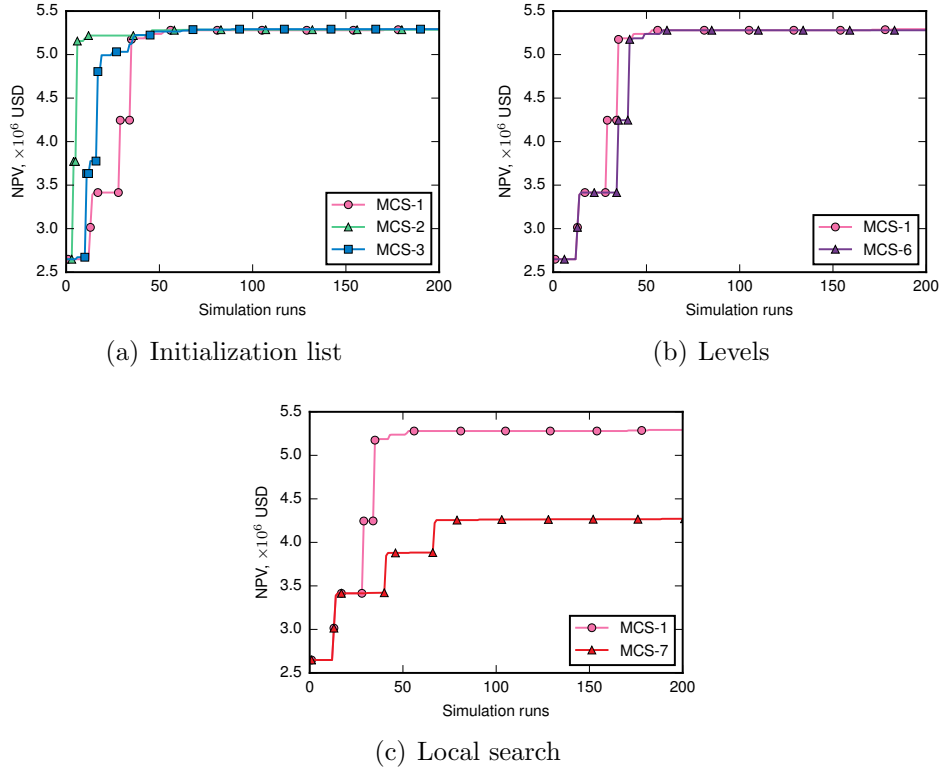 5.5
5.0
4.5
4.0
3.5
3.0
2.5
NPV, ×10⁶ USD
MCS-1
MCS-2
MCS-3
0 50 100 150 200
Simulation runs
(a) Initialization list
5.5
5.0
4.5
4.0
3.5
3.0
2.5
NPV, ×10⁶ USD
MCS-1
MCS-6
0 50 100 150 200
Simulation runs
(b) Levels
5.5
5.0
4.5
4.0
3.5
3.0
2.5
NPV, ×10⁶ USD
MCS-1
MCS-7
0 50 100 150 200
Simulation runs
(c) Local search